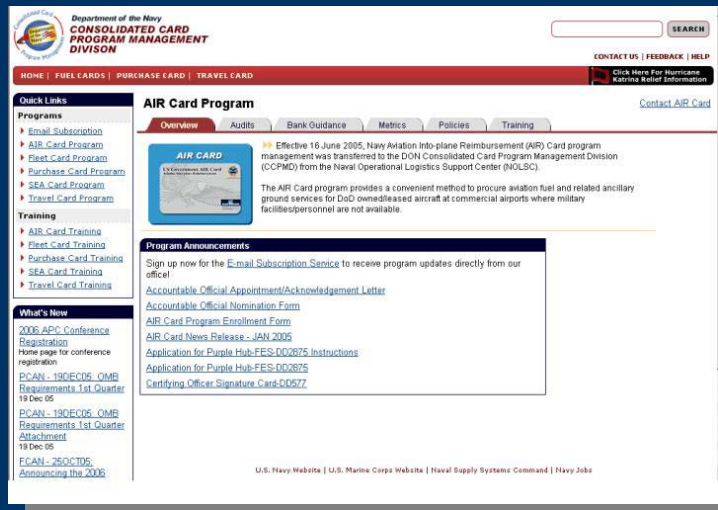 Department of the Navy
CONSOLIDATED CARD
PROGRAM MANAGEMENT
DIVISON
SEARCH
CONTACT US | FEEDBACK | HELP
HOME | FUEL CARDS | PURCHASE CARD | TRAVEL CARD
Click Here For Hurricane
Katrina Relief Information
Quick Links
Programs
Email Subscription
AIR Card Program
Fleet Card Program
Purchase Card Program
SEA Card Program
Travel Card Program
Training
AIR Card Training
Fleet Card Training
Purchase Card Training
SEA Card Training
Travel Card Training
What's New
2006 APC Conference
Registration
Home page for conference
registration
PCAN - 19DEC05: OMB
Requirements 1st Quarter
19 Dec 05
PCAN - 19DEC05: OMB
Requirements 1st Quarter
Attachment
19 Dec 05
FCAN - 25OCT05:
Announcing the 2006
AIR Card Program
Contact AIR Card
Overview Audits Bank Guidance Metrics Policies Training
AIR CARD
US Government AIR Card
Effective 16 June 2005, Navy Aviation Into-plane Reimbursement (AIR) Card program
management was transferred to the DON Consolidated Card Program Management Division
(CCPMD) from the Naval Operational Logistics Support Center (NOLSC).
The AIR Card program provides a convenient method to procure aviation fuel and related ancillary
ground services for DoD owned/leased aircraft at commercial airports where military
facilities/personnel are not available.
Program Announcements
Sign up now for the E-mail Subscription Service to receive program updates directly from our
office!
Accountable Official Appointment/Acknowledgement Letter
Accountable Official Nomination Form
AIR Card Program Enrollment Form
AIR Card News Release - JAN 2005
Application for Purple Hub-FES-DD2875 Instructions
Application for Purple Hub-FES-DD2875
Certifying Officer Signature Card-DD577
U.S. Navy Website | U.S. Marine Corps Website | Naval Supply Systems Command | Navy Jobs